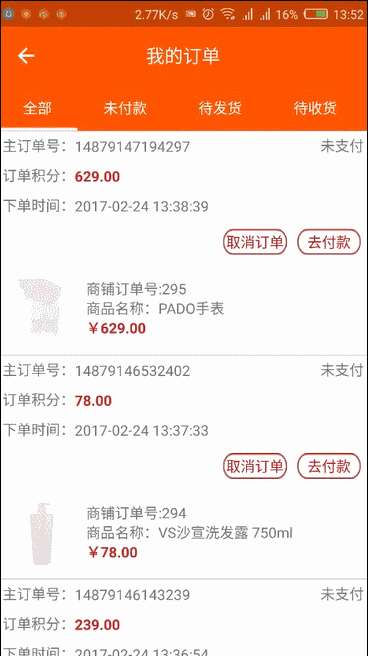 2.77K/s 16% 13:52
我的订单
全部 未付款 待发货 待收货
主订单号：14879147194297 未支付
订单积分：629.00
下单时间：2017-02-24 13:38:39
取消订单 去付款
商铺订单号:295
商品名称：PADO手表
￥629.00
主订单号：14879146532402 未支付
订单积分：78.00
下单时间：2017-02-24 13:37:33
取消订单 去付款
商铺订单号:294
商品名称：VS沙宣洗发露 750ml
￥78.00
主订单号：14879146143239 未支付
订单积分：239.00
下单时间：2017-02-24 13:36:54